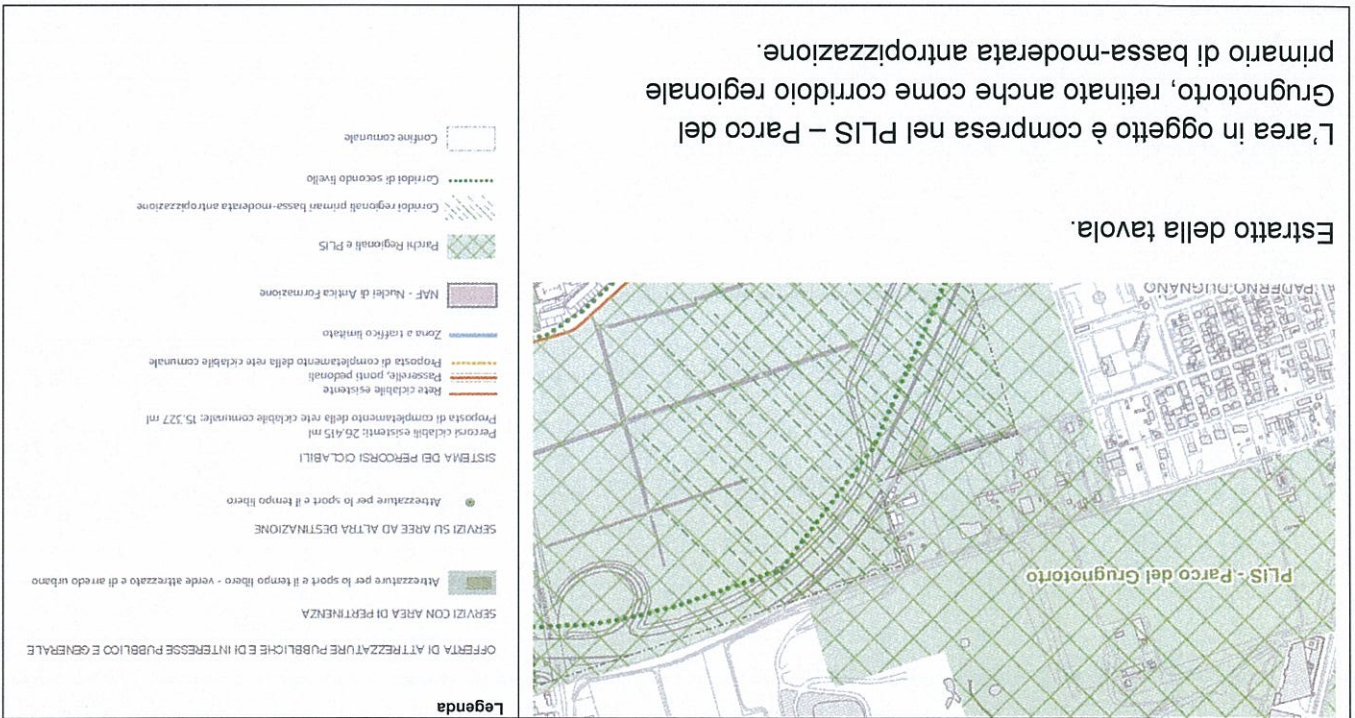 PLIS - Parco del Grugnotorto
PADERNO DUGNANO
Estratto della tavola.
L'area in oggetto è compresa nel PLIS – Parco del
Grugnotorto, retinato anche come corridoio regionale
primario di bassa-moderata antropizzazione.
Legenda
OFFERTA DI ATTREZZATURE PUBBLICHE E DI INTERESSE PUBBLICO E GENERALE
SERVIZI CON AREA DI PERTINENZA
Attrezzature per lo sport e il tempo libero - verde attrezzato e di arredo urbano
SERVIZI SU AREE AD ALTRA DESTINAZIONE
Attrezzature per lo sport e il tempo libero
SISTEMA DEI PERCORSI CICLABILI
Percorsi ciclabili esistenti: 26.415 ml
Proposta di completamento della rete ciclabile comunale: 15.327 ml
Rete ciclabile esistente
Passerelle, ponti pedonali
Proposta di completamento della rete ciclabile comunale
Zona a traffico limitato
NAF - Nuclei di Antica Formazione
Parchi Regionali e PLIS
Corridoi regionali primari bassa-moderata antropizzazione
Corridoi di secondo livello
Confine comunale